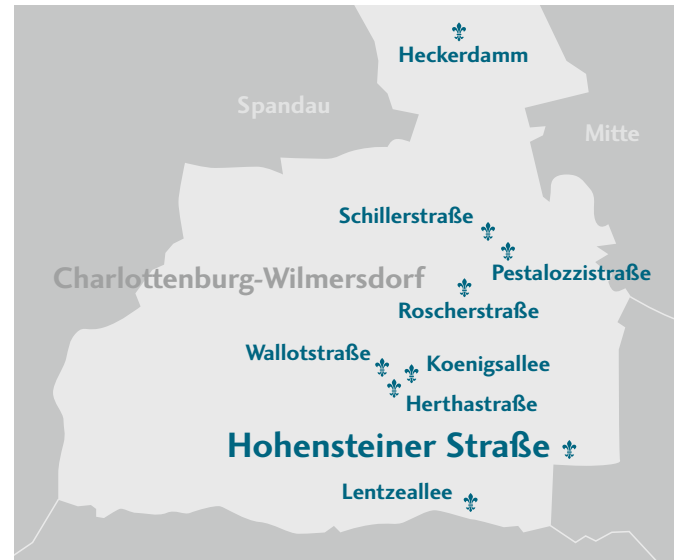 Heckerdamm
Spandau
Mitte
Schillerstraße
Pestalozzistraße
Charlottenburg-Wilmersdorf
Roscherstraße
Wallotstraße
Koenigsallee
Herthastraße
Hohensteiner Straße
Lentzeallee